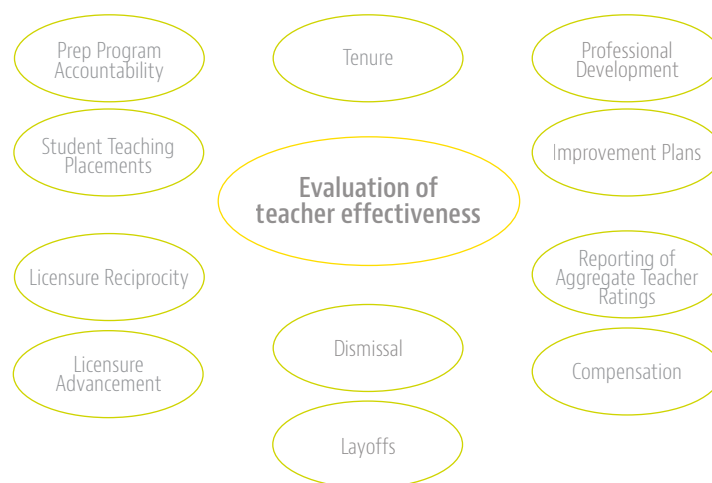 Prep Program
Accountability
Tenure
Professional
Development
Student Teaching
Placements
Improvement Plans
Evaluation of
teacher effectiveness
Licensure Reciprocity
Reporting of
Aggregate Teacher
Ratings
Licensure
Advancement
Dismissal
Compensation
Layoffs